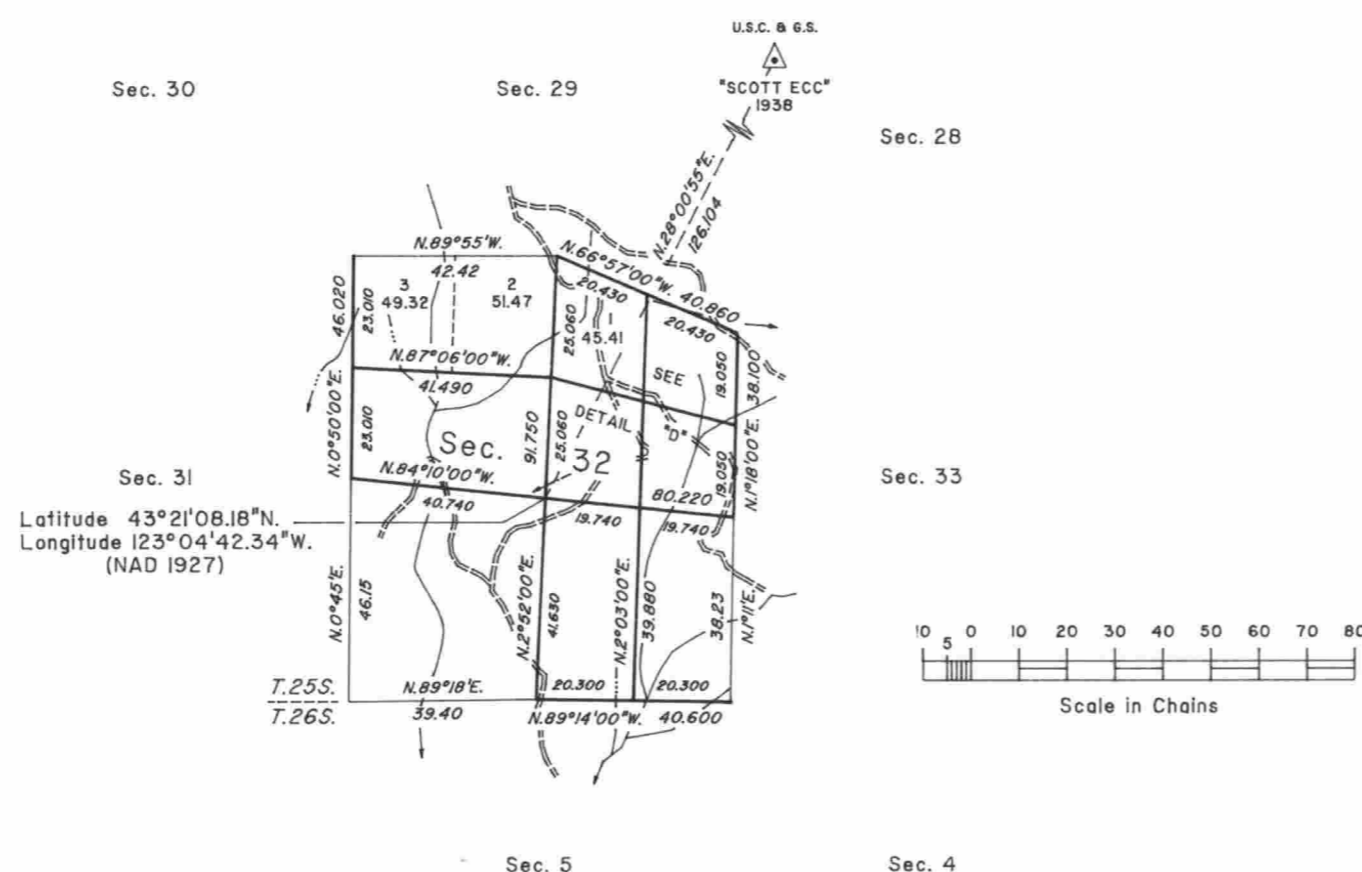 U.S.C. & G.S.
"SCOTT ECC"
1938
Sec. 30
Sec. 29
Sec. 28
N.28°00'55"E.
126.104
N.89°55'W.
42.42
N.66°57'00"W. 40.860
20.430
20.430
3
49.32
2
51.47
1
45.41
46.020
23.010
25.060
19.050
38.100
SEE
DETAIL
"D"
N.87°06'00"W.
41.490
N.0°50'00"E.
23.010
91.750
25.060
19.050
N.1°18'00"E.
Sec.
32
Sec. 31
Sec. 33
N.84°10'00"W.
40.740
80.220
19.740
19.740
Latitude 43°21'08.18"N.
Longitude 123°04'42.34"W.
(NAD 1927)
N.0°45'E.
46.15
N.2°52'00"E.
41.630
N.2°03'00"E.
39.880
38.23
N.1°11'E.
10 5 0 10 20 30 40 50 60 70 80
Scale in Chains
T.25S.
T.26S.
N.89°18'E.
39.40
20.300
20.300
N.89°14'00"W. 40.600
Sec. 5
Sec. 4